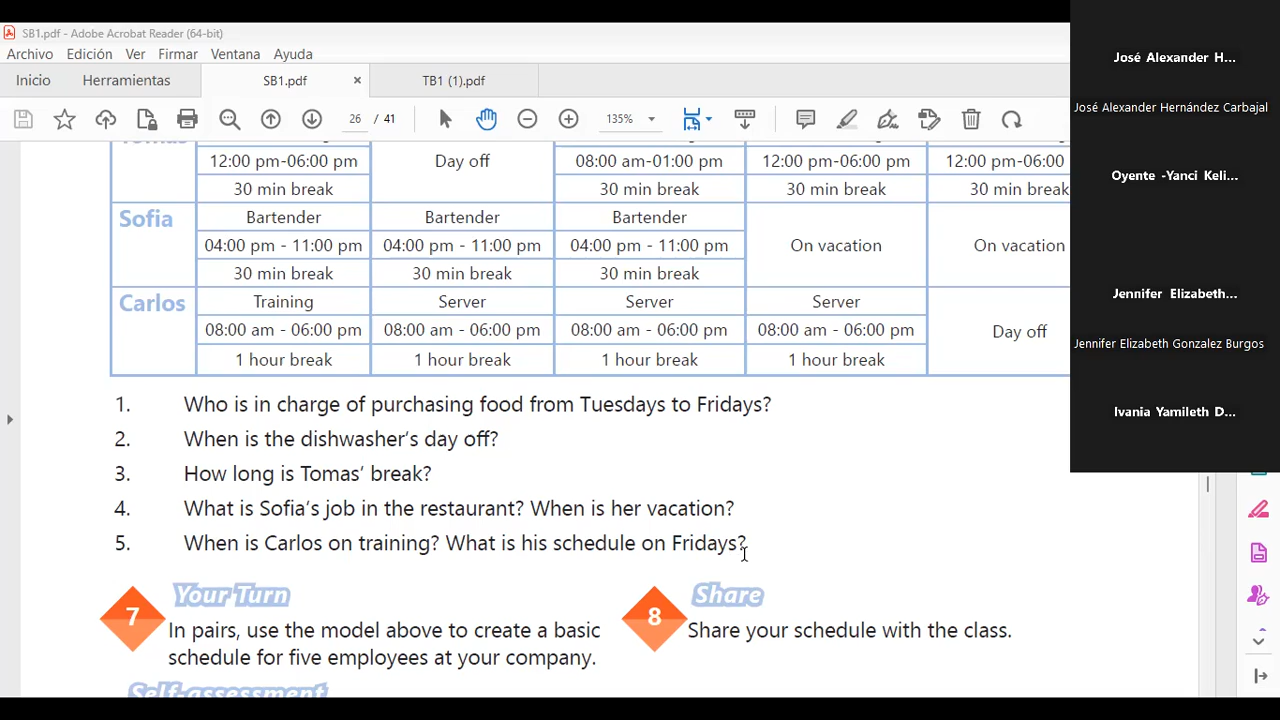 SB1.pdf - Adobe Acrobat Reader (64-bit)
Archivo Edición Ver Firmar Ventana Ayuda
Inicio Herramientas SB1.pdf × TB1 (1).pdf
26 / 41 135%
Tomas
12:00 pm-06:00 pm Day off 08:00 am-01:00 pm 12:00 pm-06:00 pm 12:00 pm-06:00
30 min break 30 min break 30 min break 30 min break
Sofia Bartender Bartender Bartender
04:00 pm - 11:00 pm 04:00 pm - 11:00 pm 04:00 pm - 11:00 pm On vacation On vacation
30 min break 30 min break 30 min break
Carlos Training Server Server Server
08:00 am - 06:00 pm 08:00 am - 06:00 pm 08:00 am - 06:00 pm 08:00 am - 06:00 pm Day off
1 hour break 1 hour break 1 hour break 1 hour break
1. Who is in charge of purchasing food from Tuesdays to Fridays?
2. When is the dishwasher's day off?
3. How long is Tomas' break?
4. What is Sofia's job in the restaurant? When is her vacation?
5. When is Carlos on training? What is his schedule on Fridays?
7 Your Turn
In pairs, use the model above to create a basic
schedule for five employees at your company.
8 Share
Share your schedule with the class.
Self-assessment
José Alexander H...
José Alexander Hernández Carbajal
Oyente -Yanci Keli...
Jennifer Elizabeth...
Jennifer Elizabeth Gonzalez Burgos
Ivania Yamileth D...